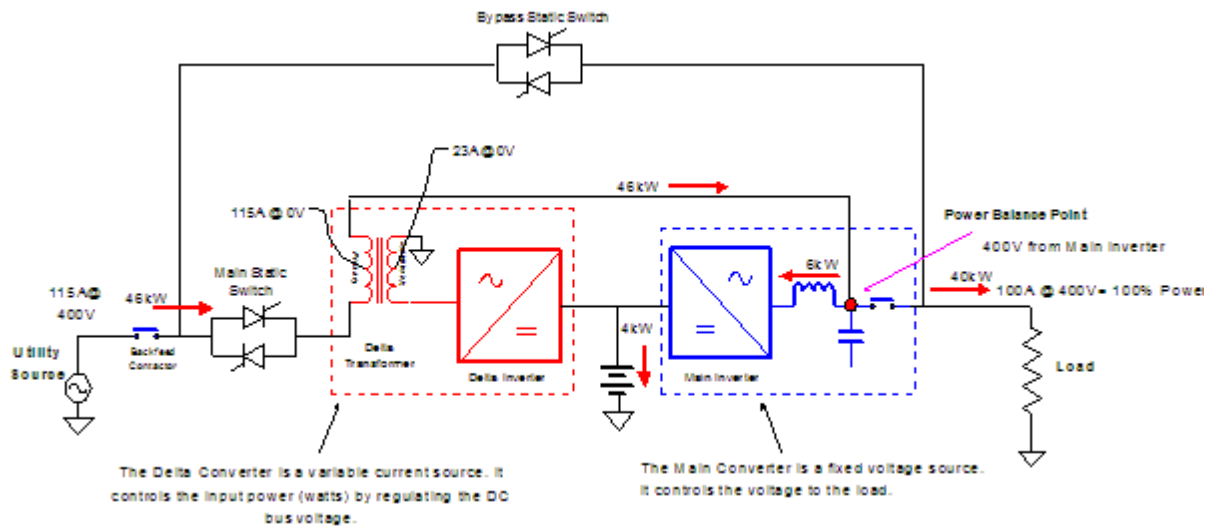 Bypass Static Switch
23A@0V
46kW
115A @ 0V
Power Balance Point
400V from Main Inverter
Main Static
Switch
6kW
40kW
115A@
400V
46kW
100A @ 400V= 100% Power
4kW
Utility
Source
Backfeed
Contactor
Delta
Transformer
Delta Inverter
Main Inverter
Load
The Delta Converter is a variable current source. It
controls the input power (watts) by regulating the DC
bus voltage.
The Main Converter is a fixed voltage source.
It controls the voltage to the load.